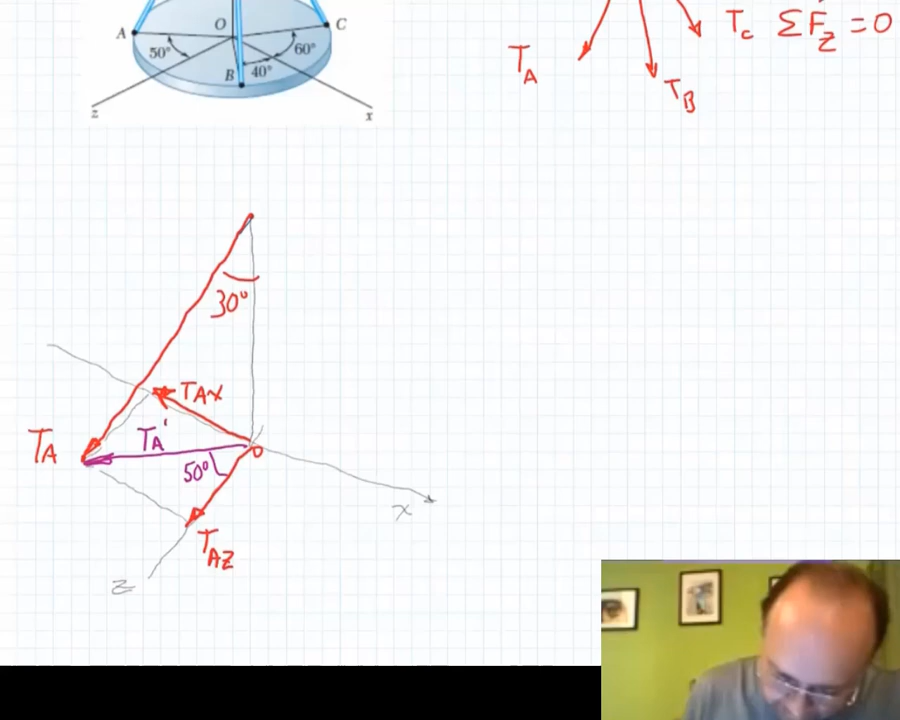 A
O
C
50°
60°
B
40°
z
x
T_A
T_B
T_C ΣF_Z = 0
30°
T_AX
T_A
T_A'
50°
O
x
T_AZ
z